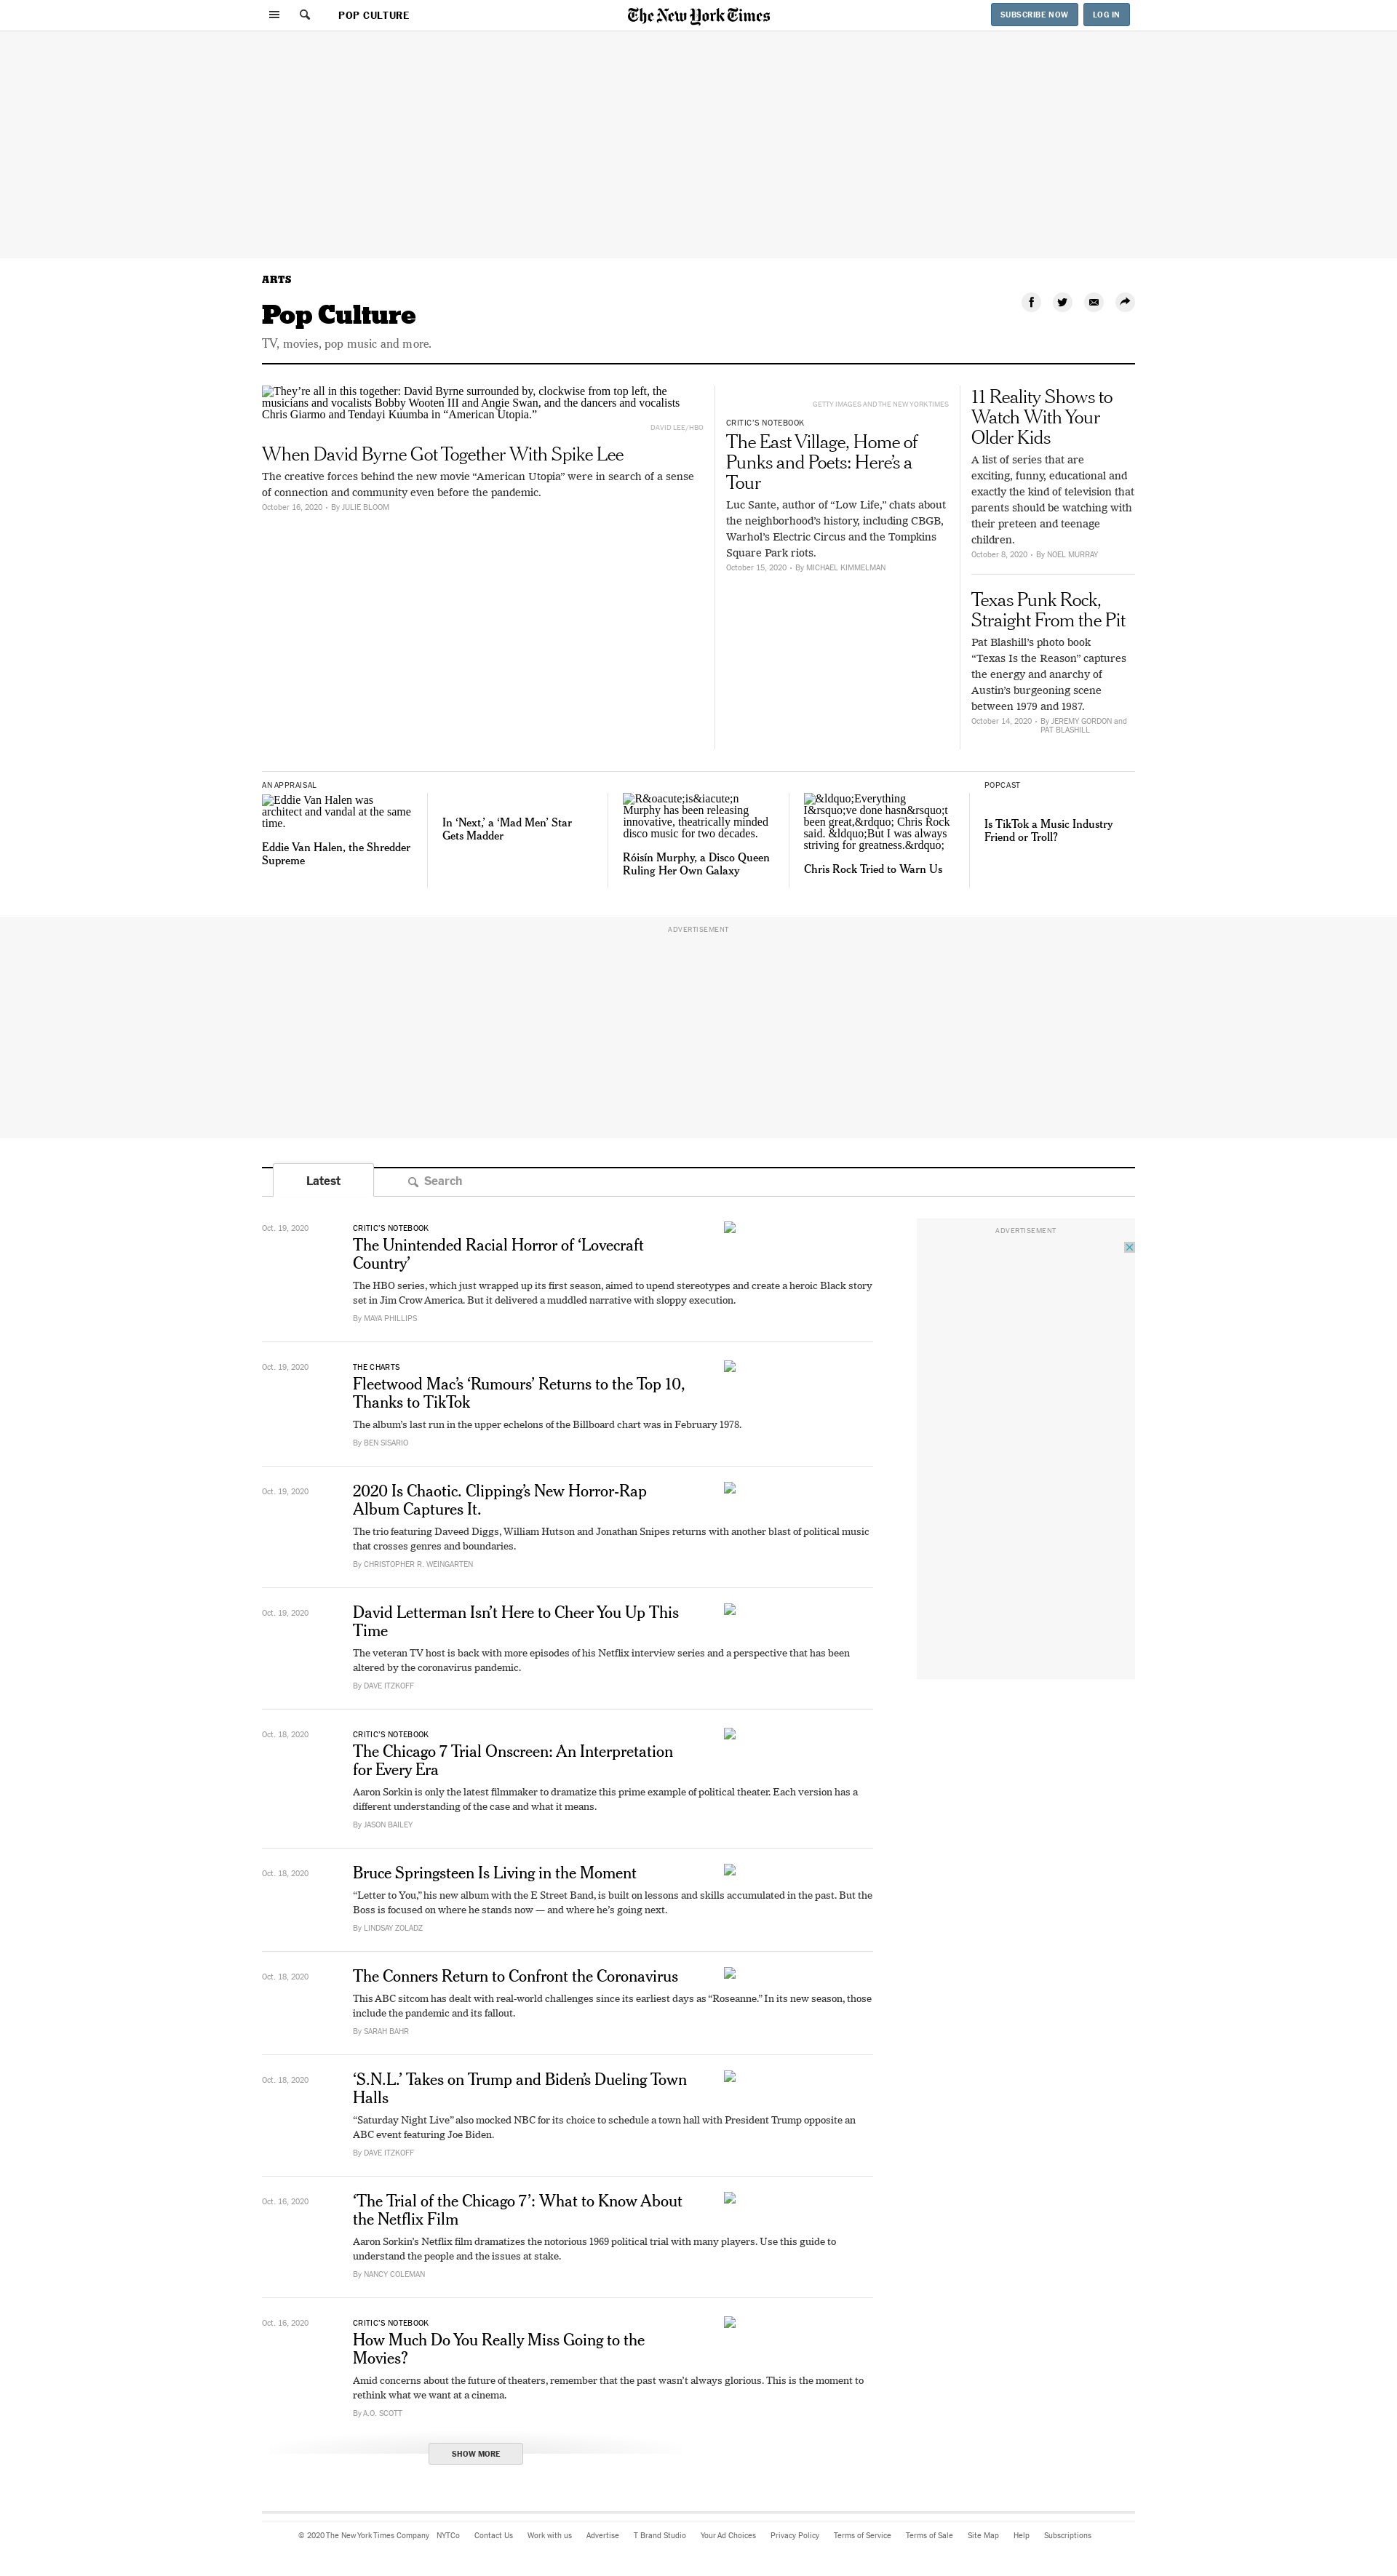 POP CULTURE
The New York Times
SUBSCRIBE NOW
LOG IN
ARTS
Pop Culture
TV, movies, pop music and more.
They’re all in this together: David Byrne surrounded by, clockwise from top left, the
musicians and vocalists Bobby Wooten III and Angie Swan, and the dancers and vocalists
Chris Giarmo and Tendayi Kuumba in “American Utopia.”
DAVID LEE/HBO
When David Byrne Got Together With Spike Lee
The creative forces behind the new movie “American Utopia” were in search of a sense
of connection and community even before the pandemic.
October 16, 2020 • By JULIE BLOOM
GETTY IMAGES AND THE NEW YORK TIMES
CRITIC’S NOTEBOOK
The East Village, Home of
Punks and Poets: Here’s a
Tour
Luc Sante, author of “Low Life,” chats about
the neighborhood’s history, including CBGB,
Warhol’s Electric Circus and the Tompkins
Square Park riots.
October 15, 2020 • By MICHAEL KIMMELMAN
11 Reality Shows to
Watch With Your
Older Kids
A list of series that are
exciting, funny, educational and
exactly the kind of television that
parents should be watching with
their preteen and teenage
children.
October 8, 2020 • By NOEL MURRAY
Texas Punk Rock,
Straight From the Pit
Pat Blashill’s photo book
“Texas Is the Reason” captures
the energy and anarchy of
Austin’s burgeoning scene
between 1979 and 1987.
October 14, 2020 • By JEREMY GORDON and
PAT BLASHILL
AN APPRAISAL
Eddie Van Halen was
architect and vandal at the same
time.
Eddie Van Halen, the Shredder
Supreme
In ‘Next,’ a ‘Mad Men’ Star
Gets Madder
R&oacute;is&iacute;n
Murphy has been releasing
innovative, theatrically minded
disco music for two decades.
Róisín Murphy, a Disco Queen
Ruling Her Own Galaxy
&ldquo;Everything
I&rsquo;ve done hasn&rsquo;t
been great,&rdquo; Chris Rock
said. &ldquo;But I was always
striving for greatness.&rdquo;
Chris Rock Tried to Warn Us
POPCAST
Is TikTok a Music Industry
Friend or Troll?
ADVERTISEMENT
Latest
Search
ADVERTISEMENT
Oct. 19, 2020
CRITIC’S NOTEBOOK
The Unintended Racial Horror of ‘Lovecraft
Country’
The HBO series, which just wrapped up its first season, aimed to upend stereotypes and create a heroic Black story
set in Jim Crow America. But it delivered a muddled narrative with sloppy execution.
By MAYA PHILLIPS
Oct. 19, 2020
THE CHARTS
Fleetwood Mac’s ‘Rumours’ Returns to the Top 10,
Thanks to TikTok
The album’s last run in the upper echelons of the Billboard chart was in February 1978.
By BEN SISARIO
Oct. 19, 2020
2020 Is Chaotic. Clipping’s New Horror-Rap
Album Captures It.
The trio featuring Daveed Diggs, William Hutson and Jonathan Snipes returns with another blast of political music
that crosses genres and boundaries.
By CHRISTOPHER R. WEINGARTEN
Oct. 19, 2020
David Letterman Isn’t Here to Cheer You Up This
Time
The veteran TV host is back with more episodes of his Netflix interview series and a perspective that has been
altered by the coronavirus pandemic.
By DAVE ITZKOFF
Oct. 18, 2020
CRITIC’S NOTEBOOK
The Chicago 7 Trial Onscreen: An Interpretation
for Every Era
Aaron Sorkin is only the latest filmmaker to dramatize this prime example of political theater. Each version has a
different understanding of the case and what it means.
By JASON BAILEY
Oct. 18, 2020
Bruce Springsteen Is Living in the Moment
“Letter to You,” his new album with the E Street Band, is built on lessons and skills accumulated in the past. But the
Boss is focused on where he stands now — and where he’s going next.
By LINDSAY ZOLADZ
Oct. 18, 2020
The Conners Return to Confront the Coronavirus
This ABC sitcom has dealt with real-world challenges since its earliest days as “Roseanne.” In its new season, those
include the pandemic and its fallout.
By SARAH BAHR
Oct. 18, 2020
‘S.N.L.’ Takes on Trump and Biden’s Dueling Town
Halls
“Saturday Night Live” also mocked NBC for its choice to schedule a town hall with President Trump opposite an
ABC event featuring Joe Biden.
By DAVE ITZKOFF
Oct. 16, 2020
‘The Trial of the Chicago 7’: What to Know About
the Netflix Film
Aaron Sorkin’s Netflix film dramatizes the notorious 1969 political trial with many players. Use this guide to
understand the people and the issues at stake.
By NANCY COLEMAN
Oct. 16, 2020
CRITIC’S NOTEBOOK
How Much Do You Really Miss Going to the
Movies?
Amid concerns about the future of theaters, remember that the past wasn’t always glorious. This is the moment to
rethink what we want at a cinema.
By A.O. SCOTT
SHOW MORE
© 2020 The New York Times Company NYTCo Contact Us Work with us Advertise T Brand Studio Your Ad Choices Privacy Policy Terms of Service Terms of Sale Site Map Help Subscriptions